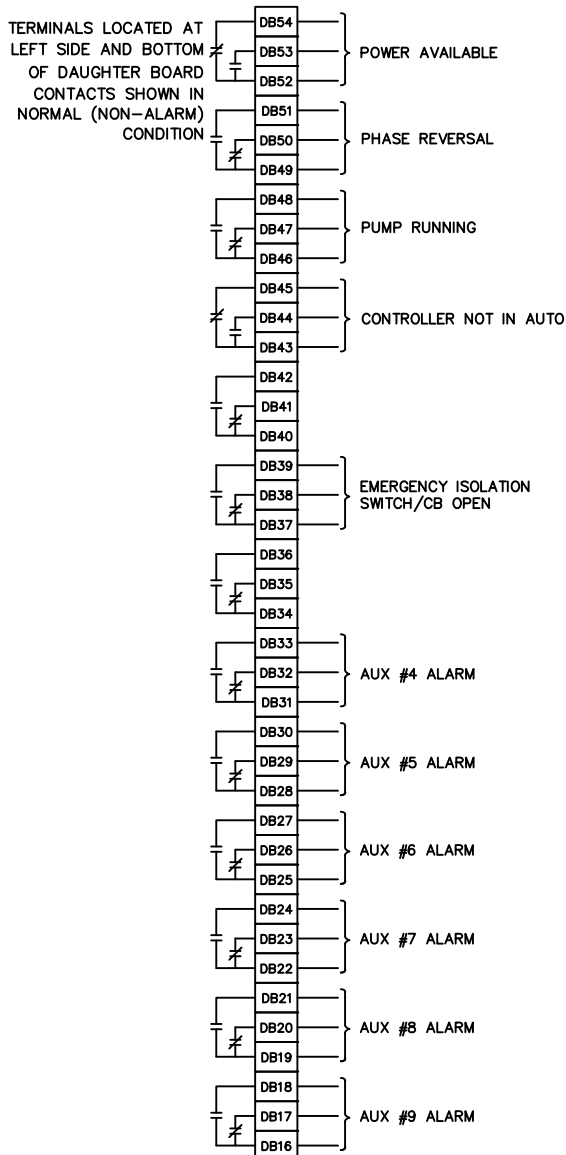 TERMINALS LOCATED AT
LEFT SIDE AND BOTTOM
OF DAUGHTER BOARD
CONTACTS SHOWN IN
NORMAL (NON-ALARM)
CONDITION
DB54
DB53
DB52
POWER AVAILABLE
DB51
DB50
DB49
PHASE REVERSAL
DB48
DB47
DB46
PUMP RUNNING
DB45
DB44
DB43
CONTROLLER NOT IN AUTO
DB42
DB41
DB40
DB39
DB38
DB37
EMERGENCY ISOLATION
SWITCH/CB OPEN
DB36
DB35
DB34
DB33
DB32
DB31
AUX #4 ALARM
DB30
DB29
DB28
AUX #5 ALARM
DB27
DB26
DB25
AUX #6 ALARM
DB24
DB23
DB22
AUX #7 ALARM
DB21
DB20
DB19
AUX #8 ALARM
DB18
DB17
DB16
AUX #9 ALARM